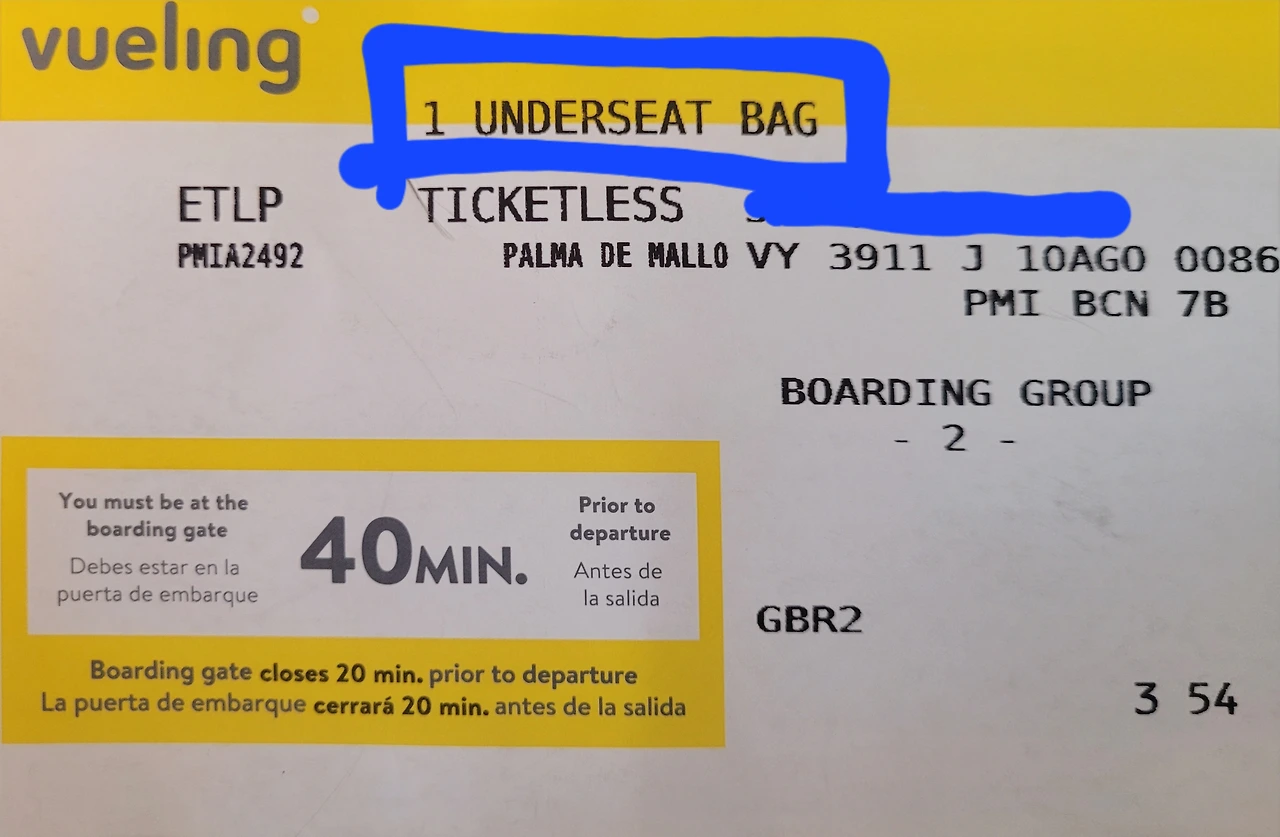 vueling
1 UNDERSEAT BAG
ETLP TICKETLESS
PMIA2492 PALMA DE MALLO VY 3911 J 10AGO 0086
PMI BCN 7B
BOARDING GROUP
- 2 -
You must be at the
boarding gate
Debes estar en la
puerta de embarque
40MIN.
Prior to
departure
Antes de
la salida
GBR2
Boarding gate closes 20 min. prior to departure
La puerta de embarque cerrará 20 min. antes de la salida
3 54